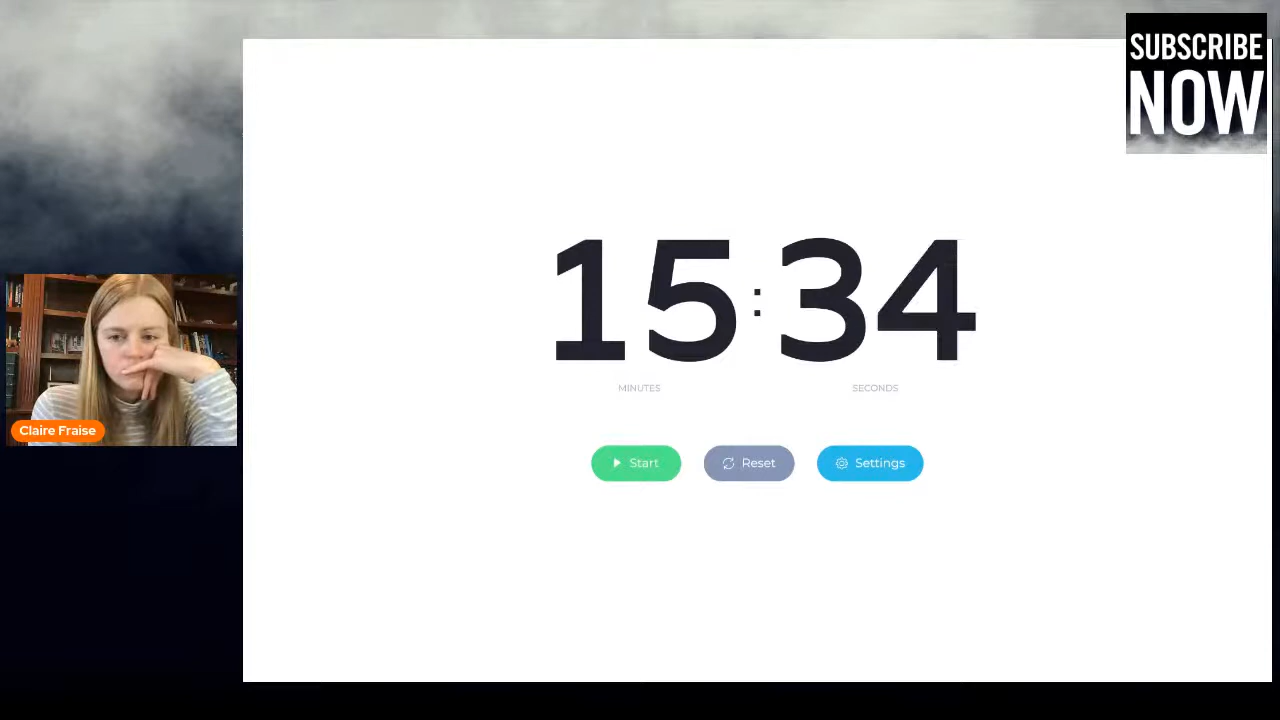 SUBSCRIBE
NOW
15:34
MINUTES SECONDS
Start Reset Settings
Claire Fraise